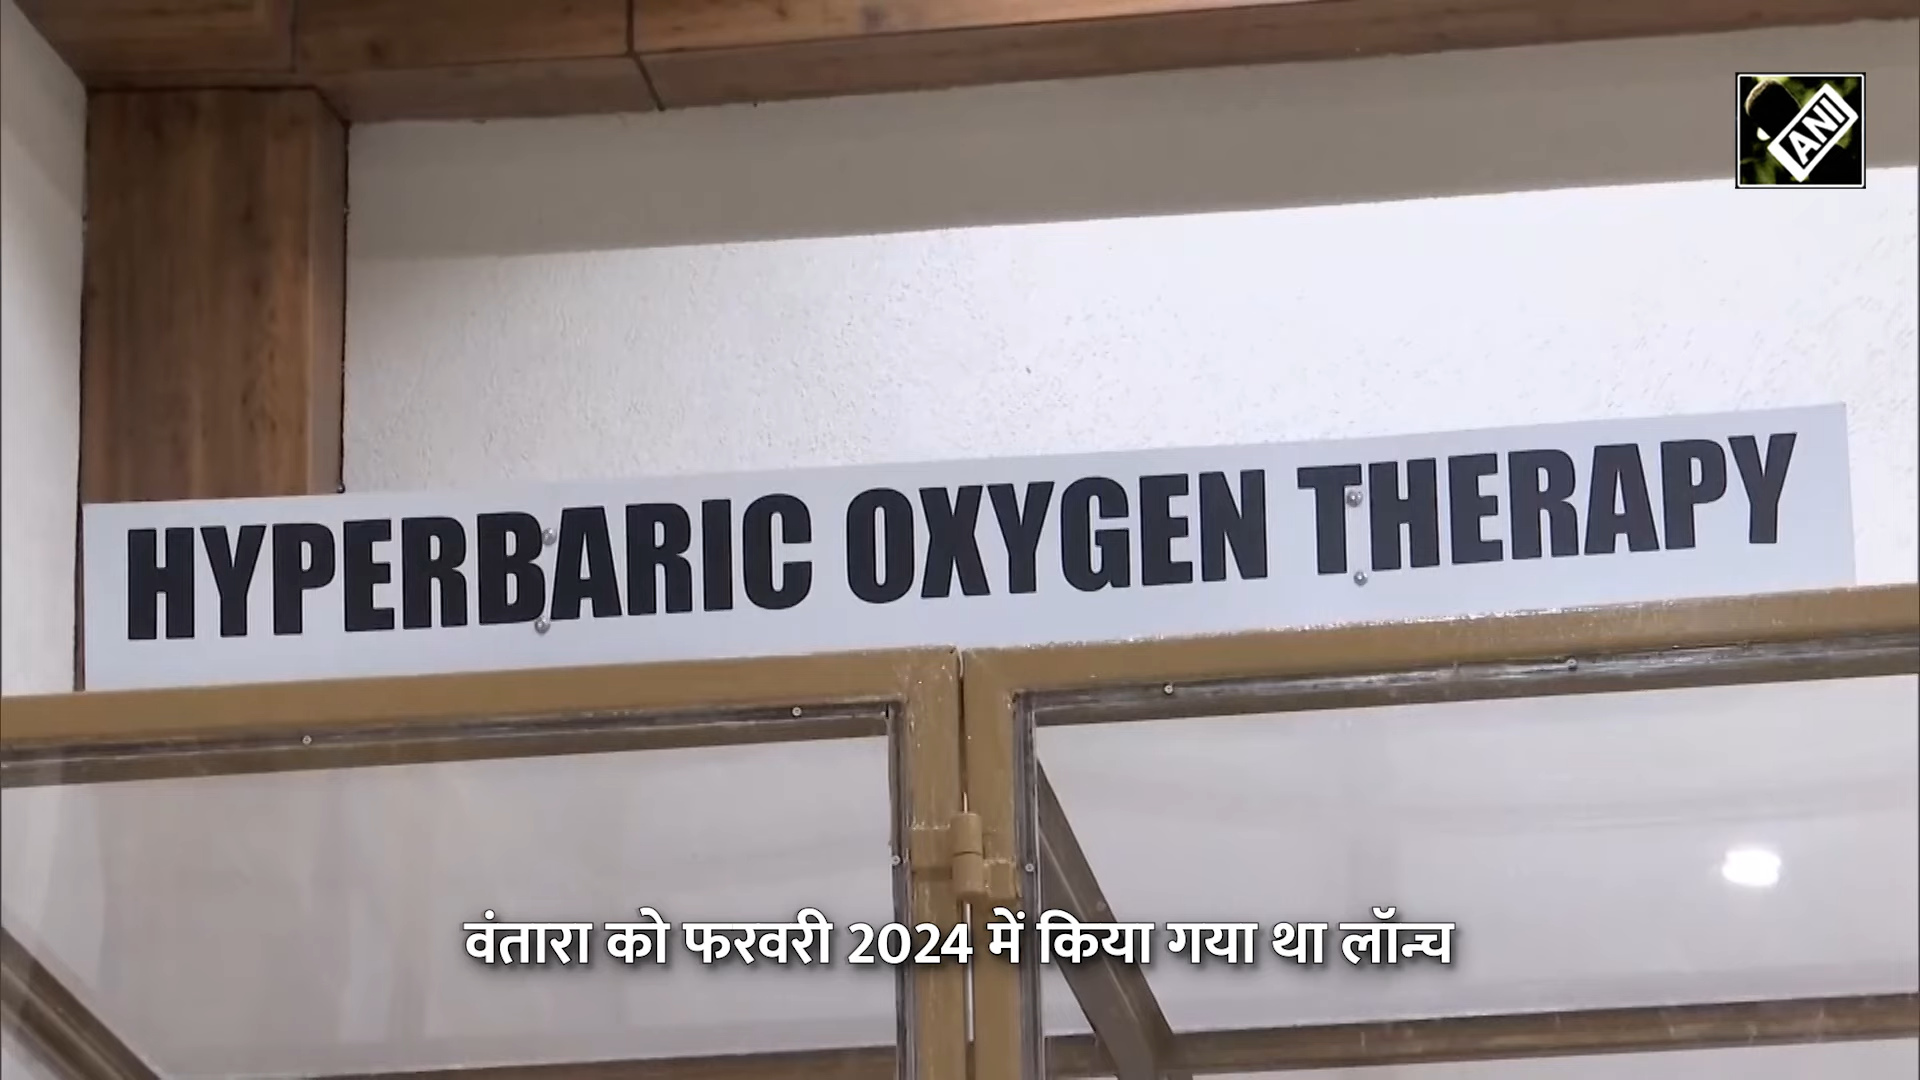 ANI
HYPERBARIC OXYGEN THERAPY
वंतारा को फरवरी 2024 में किया गया था लॉन्च